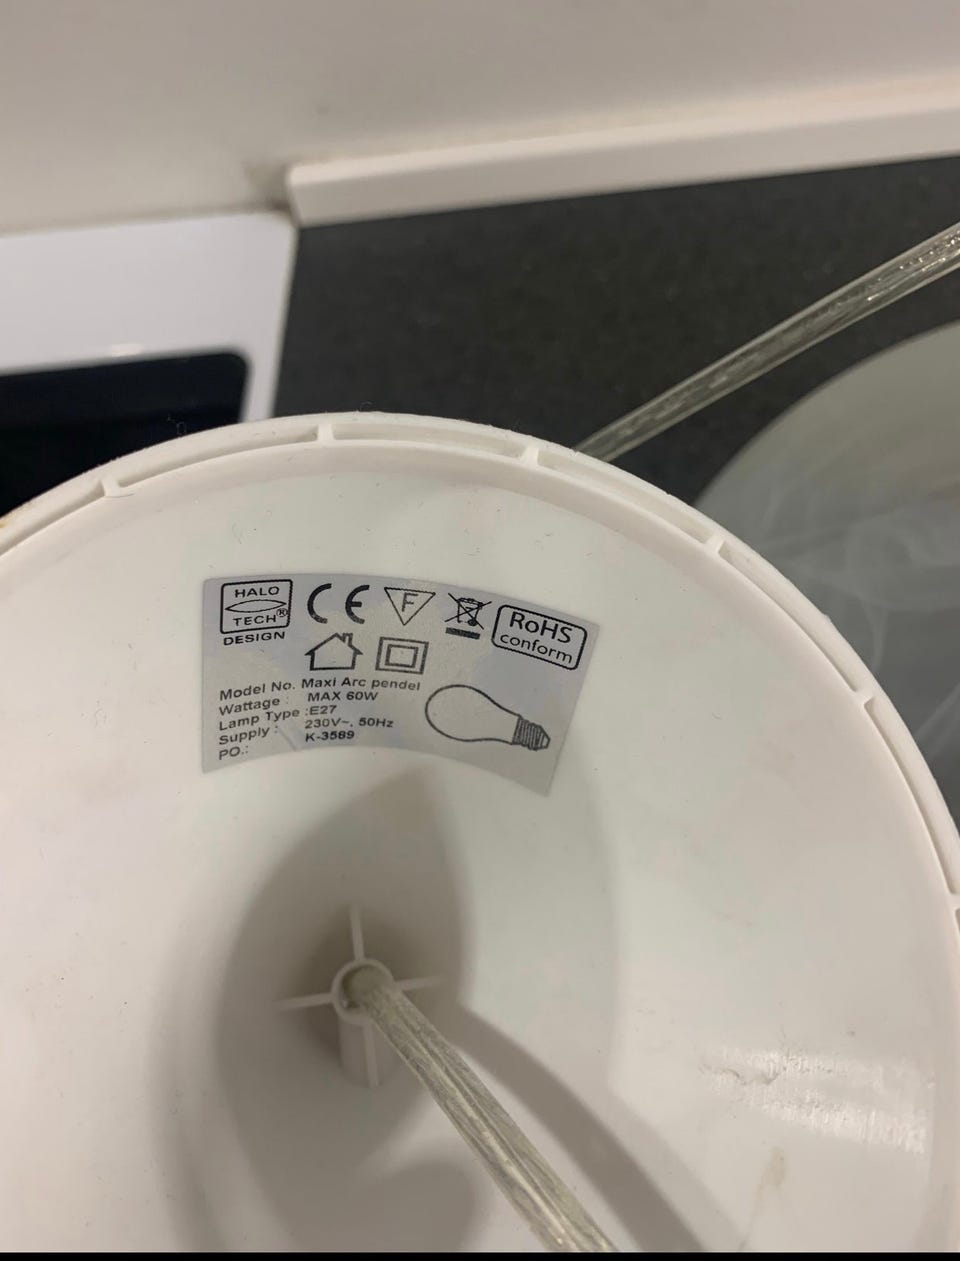 HALO
TECH®
DESIGN
CE
F
RoHS
conform
Model No. Maxi Arc pendel
Wattage : MAX 60W
Lamp Type :E27
Supply : 230V~, 50Hz
PO.: K-3589